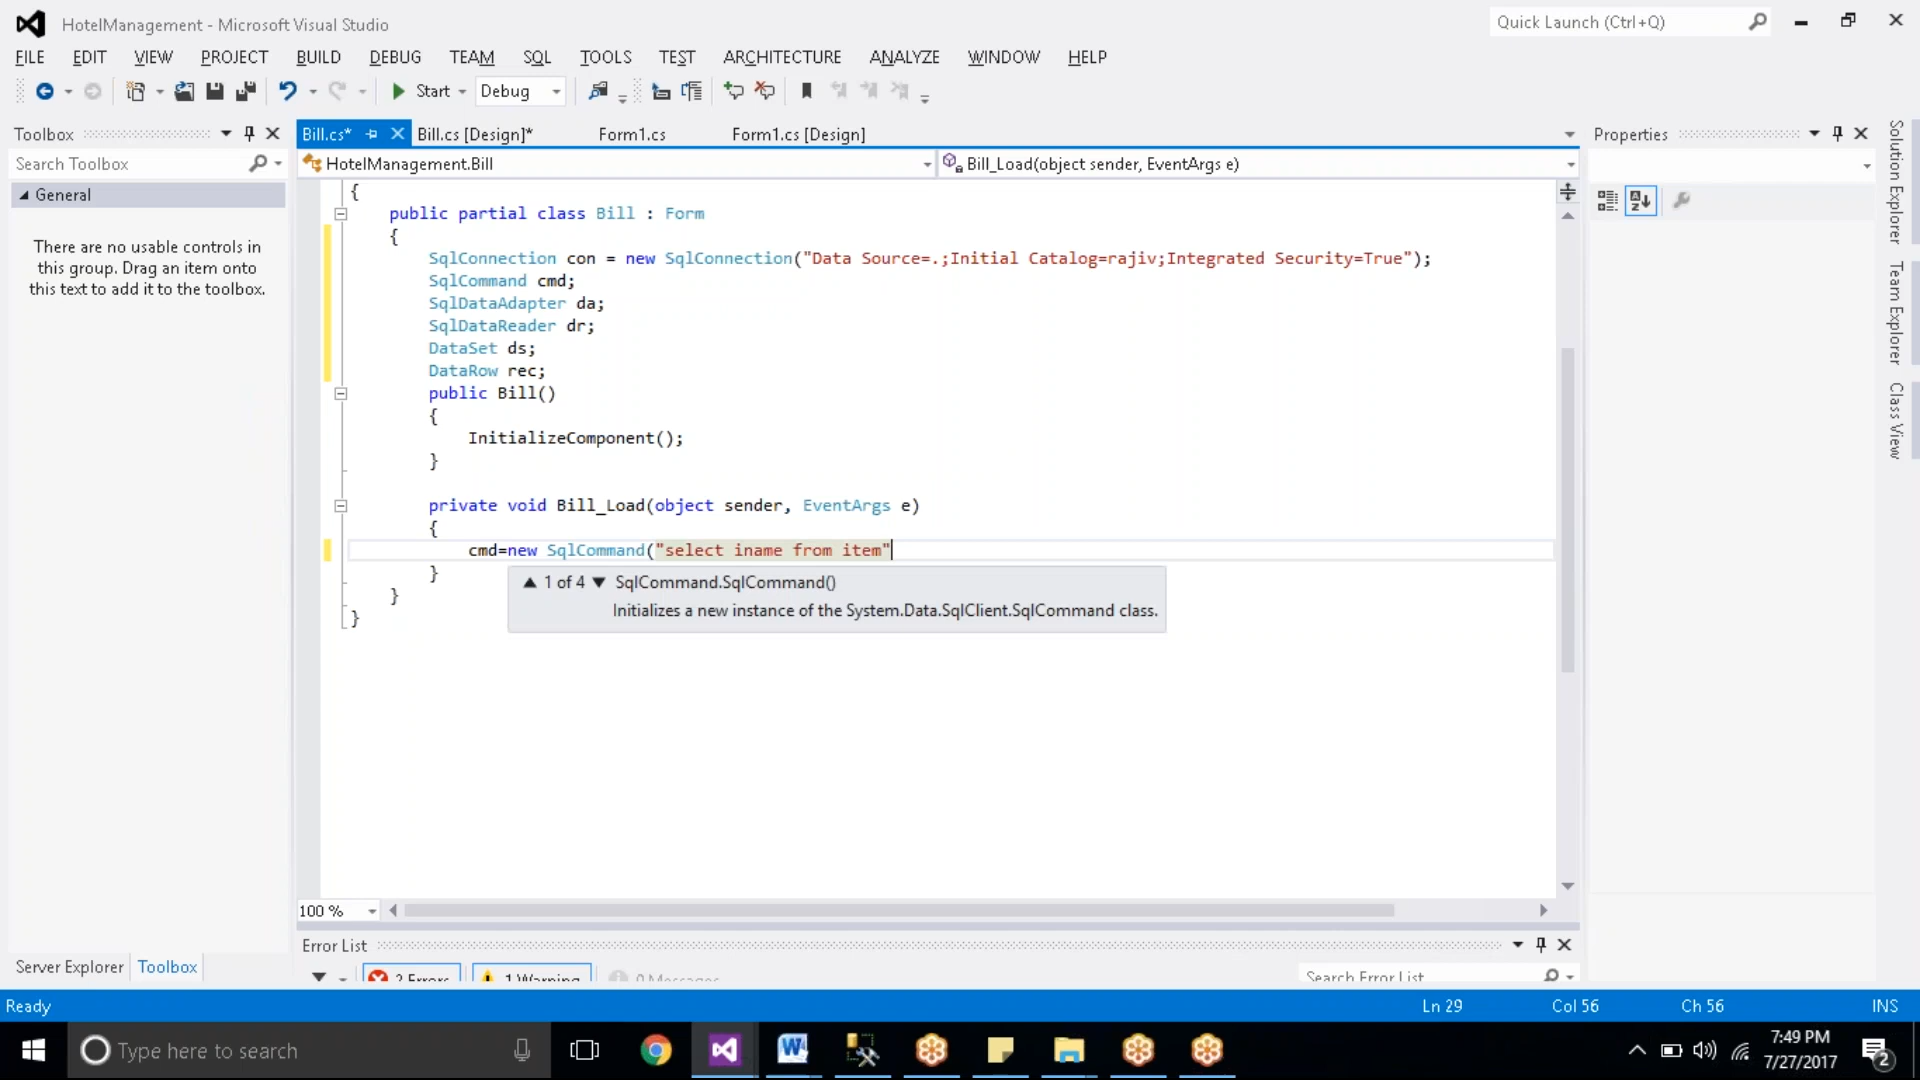 HotelManagement - Microsoft Visual Studio
Quick Launch (Ctrl+Q)
FILE EDIT VIEW PROJECT BUILD DEBUG TEAM SQL TOOLS TEST ARCHITECTURE ANALYZE WINDOW HELP
Start Debug
Toolbox
Search Toolbox
General
There are no usable controls in
this group. Drag an item onto
this text to add it to the toolbox.
Server Explorer Toolbox
Bill.cs* Bill.cs [Design]* Form1.cs Form1.cs [Design]
HotelManagement.Bill Bill_Load(object sender, EventArgs e)
{
public partial class Bill : Form
{
SqlConnection con = new SqlConnection("Data Source=.;Initial Catalog=rajiv;Integrated Security=True");
SqlCommand cmd;
SqlDataAdapter da;
SqlDataReader dr;
DataSet ds;
DataRow rec;
public Bill()
{
InitializeComponent();
}
private void Bill_Load(object sender, EventArgs e)
{
cmd=new SqlCommand("select iname from item"
}
1 of 4 SqlCommand.SqlCommand()
Initializes a new instance of the System.Data.SqlClient.SqlCommand class.
}
}
100 %
Error List
2 Errors 1 Warning 0 Messages Search Error List
Properties
Solution Explorer
Team Explorer
Class View
Ready Ln 29 Col 56 Ch 56 INS
Type here to search
7:49 PM
7/27/2017
2